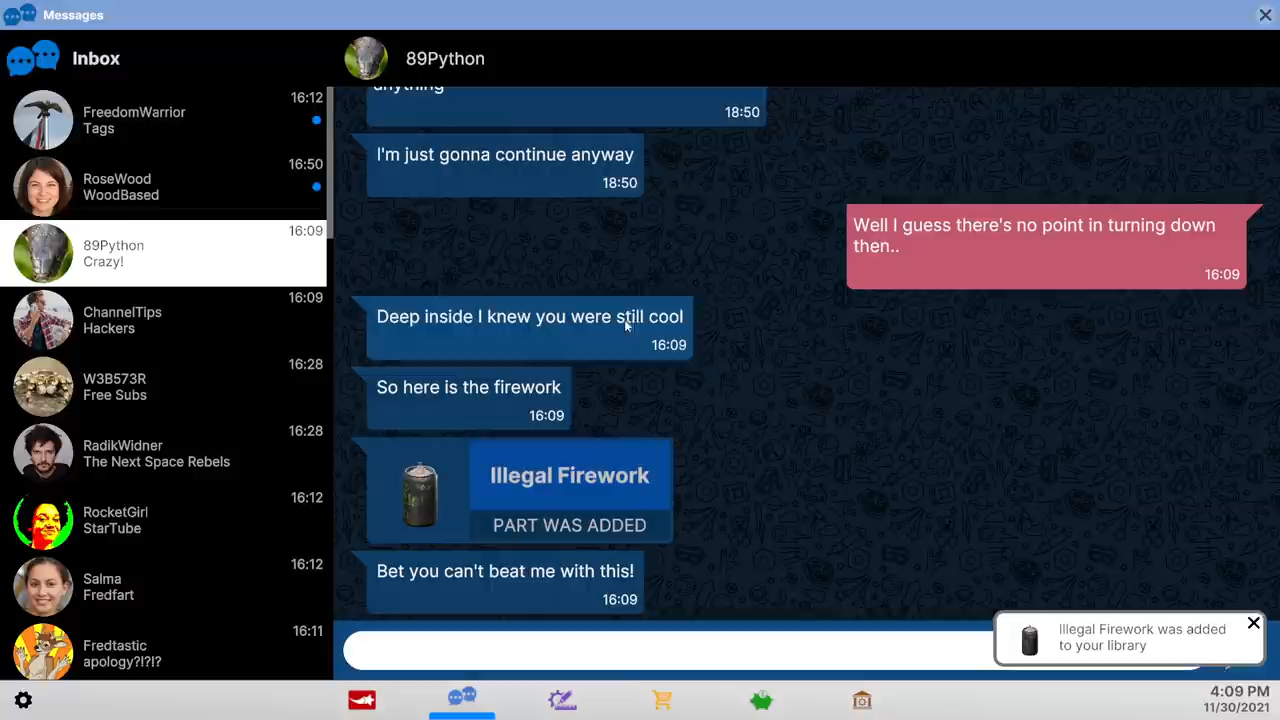 Messages
Inbox
89Python
FreedomWarrior
Tags
16:12
RoseWood
WoodBased
16:50
89Python
Crazy!
16:09
ChannelTips
Hackers
16:09
W3B573R
Free Subs
16:28
RadikWidner
The Next Space Rebels
16:28
RocketGirl
StarTube
16:12
Salma
Fredfart
16:12
Fredtastic
apology?!?!?
16:11
anything
18:50
I'm just gonna continue anyway
18:50
Well I guess there's no point in turning down
then..
16:09
Deep inside I knew you were still cool
16:09
So here is the firework
16:09
Illegal Firework
PART WAS ADDED
Bet you can't beat me with this!
16:09
Illegal Firework was added
to your library
4:09 PM
11/30/2021